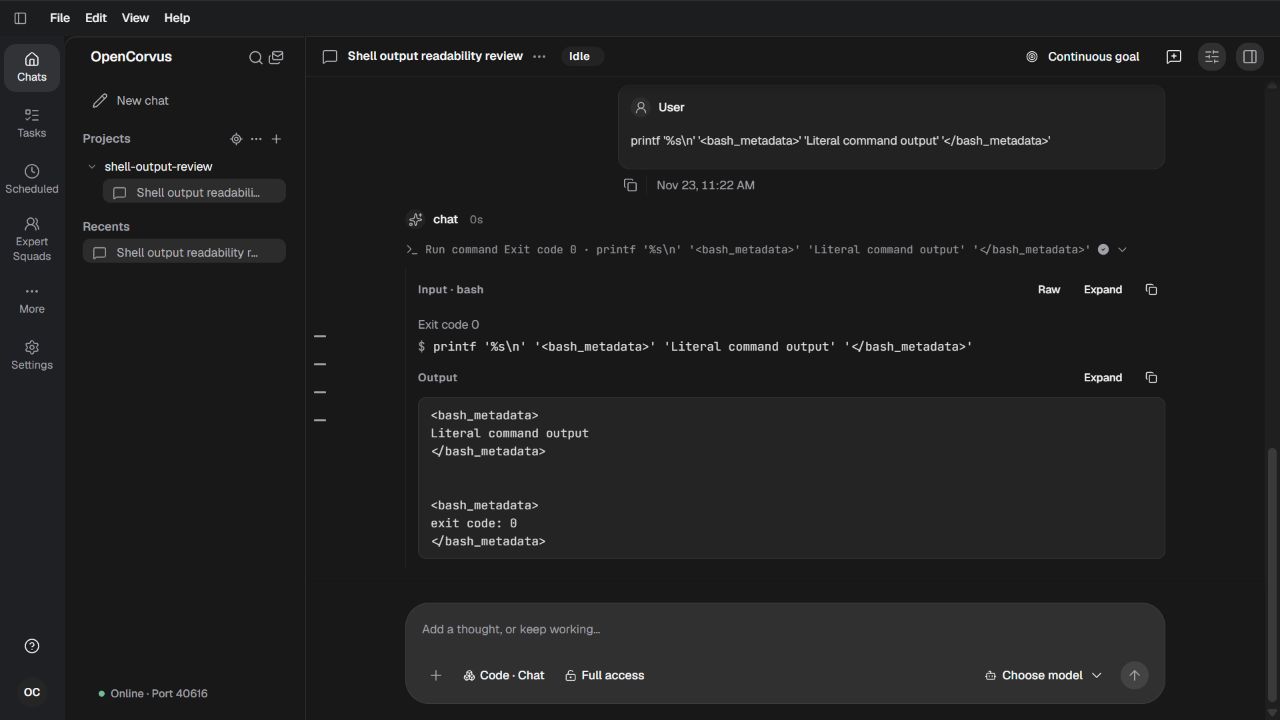 File Edit View Help
OpenCorvus
Chats
Tasks
Scheduled
Expert
Squads
More
Settings
OC
New chat
Projects
shell-output-review
Shell output readabili...
Recents
Shell output readability r...
Online · Port 40616
Shell output readability review
Idle
Continuous goal
User
printf '%s\n' '<bash_metadata>' 'Literal command output' '</bash_metadata>'
Nov 23, 11:22 AM
chat 0s
>_ Run command Exit code 0 · printf '%s\n' '<bash_metadata>' 'Literal command output' '</bash_metadata>'
Input · bash Raw Expand
Exit code 0
$ printf '%s\n' '<bash_metadata>' 'Literal command output' '</bash_metadata>'
Output Expand
<bash_metadata>
Literal command output
</bash_metadata>
<bash_metadata>
exit code: 0
</bash_metadata>
Add a thought, or keep working...
Code · Chat Full access Choose model